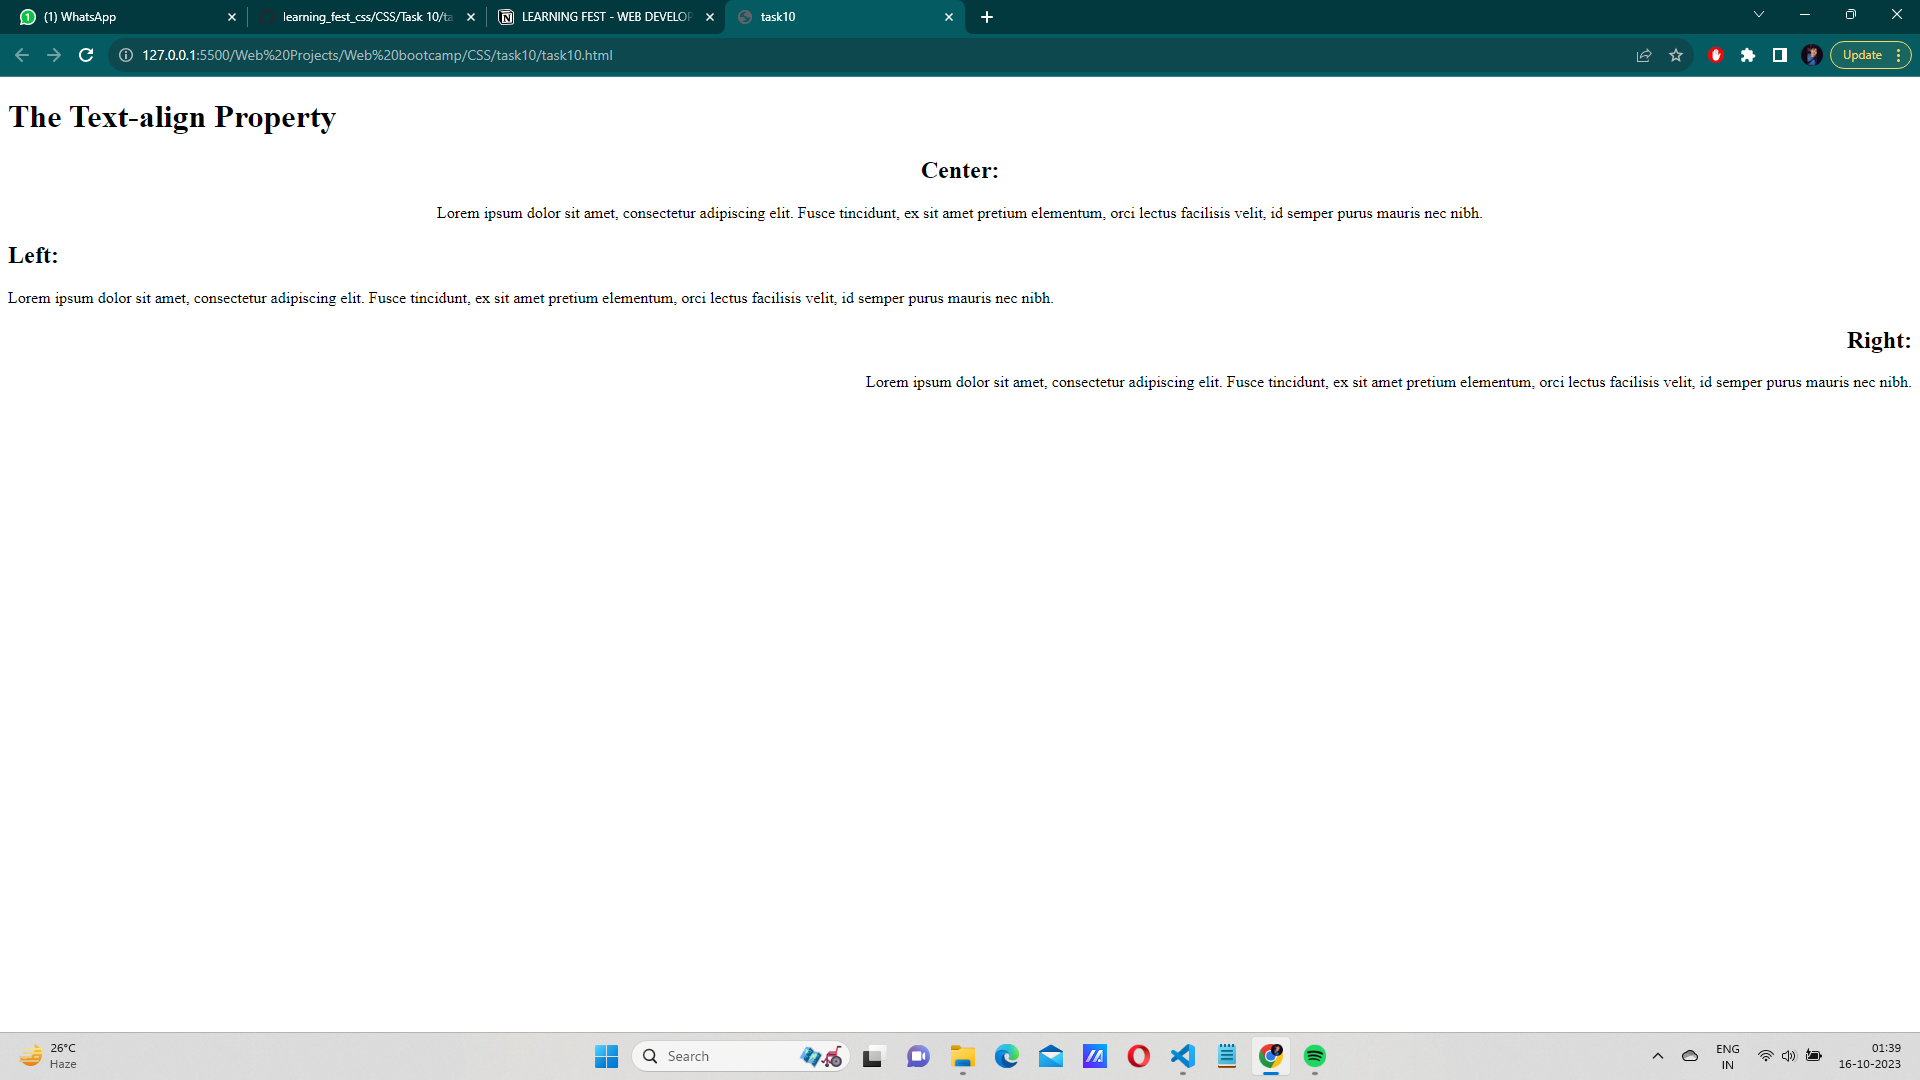 (1) WhatsApp
learning_fest_css/CSS/Task 10/ta
LEARNING FEST - WEB DEVELOP
task10
127.0.0.1:5500/Web%20Projects/Web%20bootcamp/CSS/task10/task10.html
Update
The Text-align Property
Center:
Lorem ipsum dolor sit amet, consectetur adipiscing elit. Fusce tincidunt, ex sit amet pretium elementum, orci lectus facilisis velit, id semper purus mauris nec nibh.
Left:
Lorem ipsum dolor sit amet, consectetur adipiscing elit. Fusce tincidunt, ex sit amet pretium elementum, orci lectus facilisis velit, id semper purus mauris nec nibh.
Right:
Lorem ipsum dolor sit amet, consectetur adipiscing elit. Fusce tincidunt, ex sit amet pretium elementum, orci lectus facilisis velit, id semper purus mauris nec nibh.
26°C
Haze
Search
ENG
IN
01:39
16-10-2023